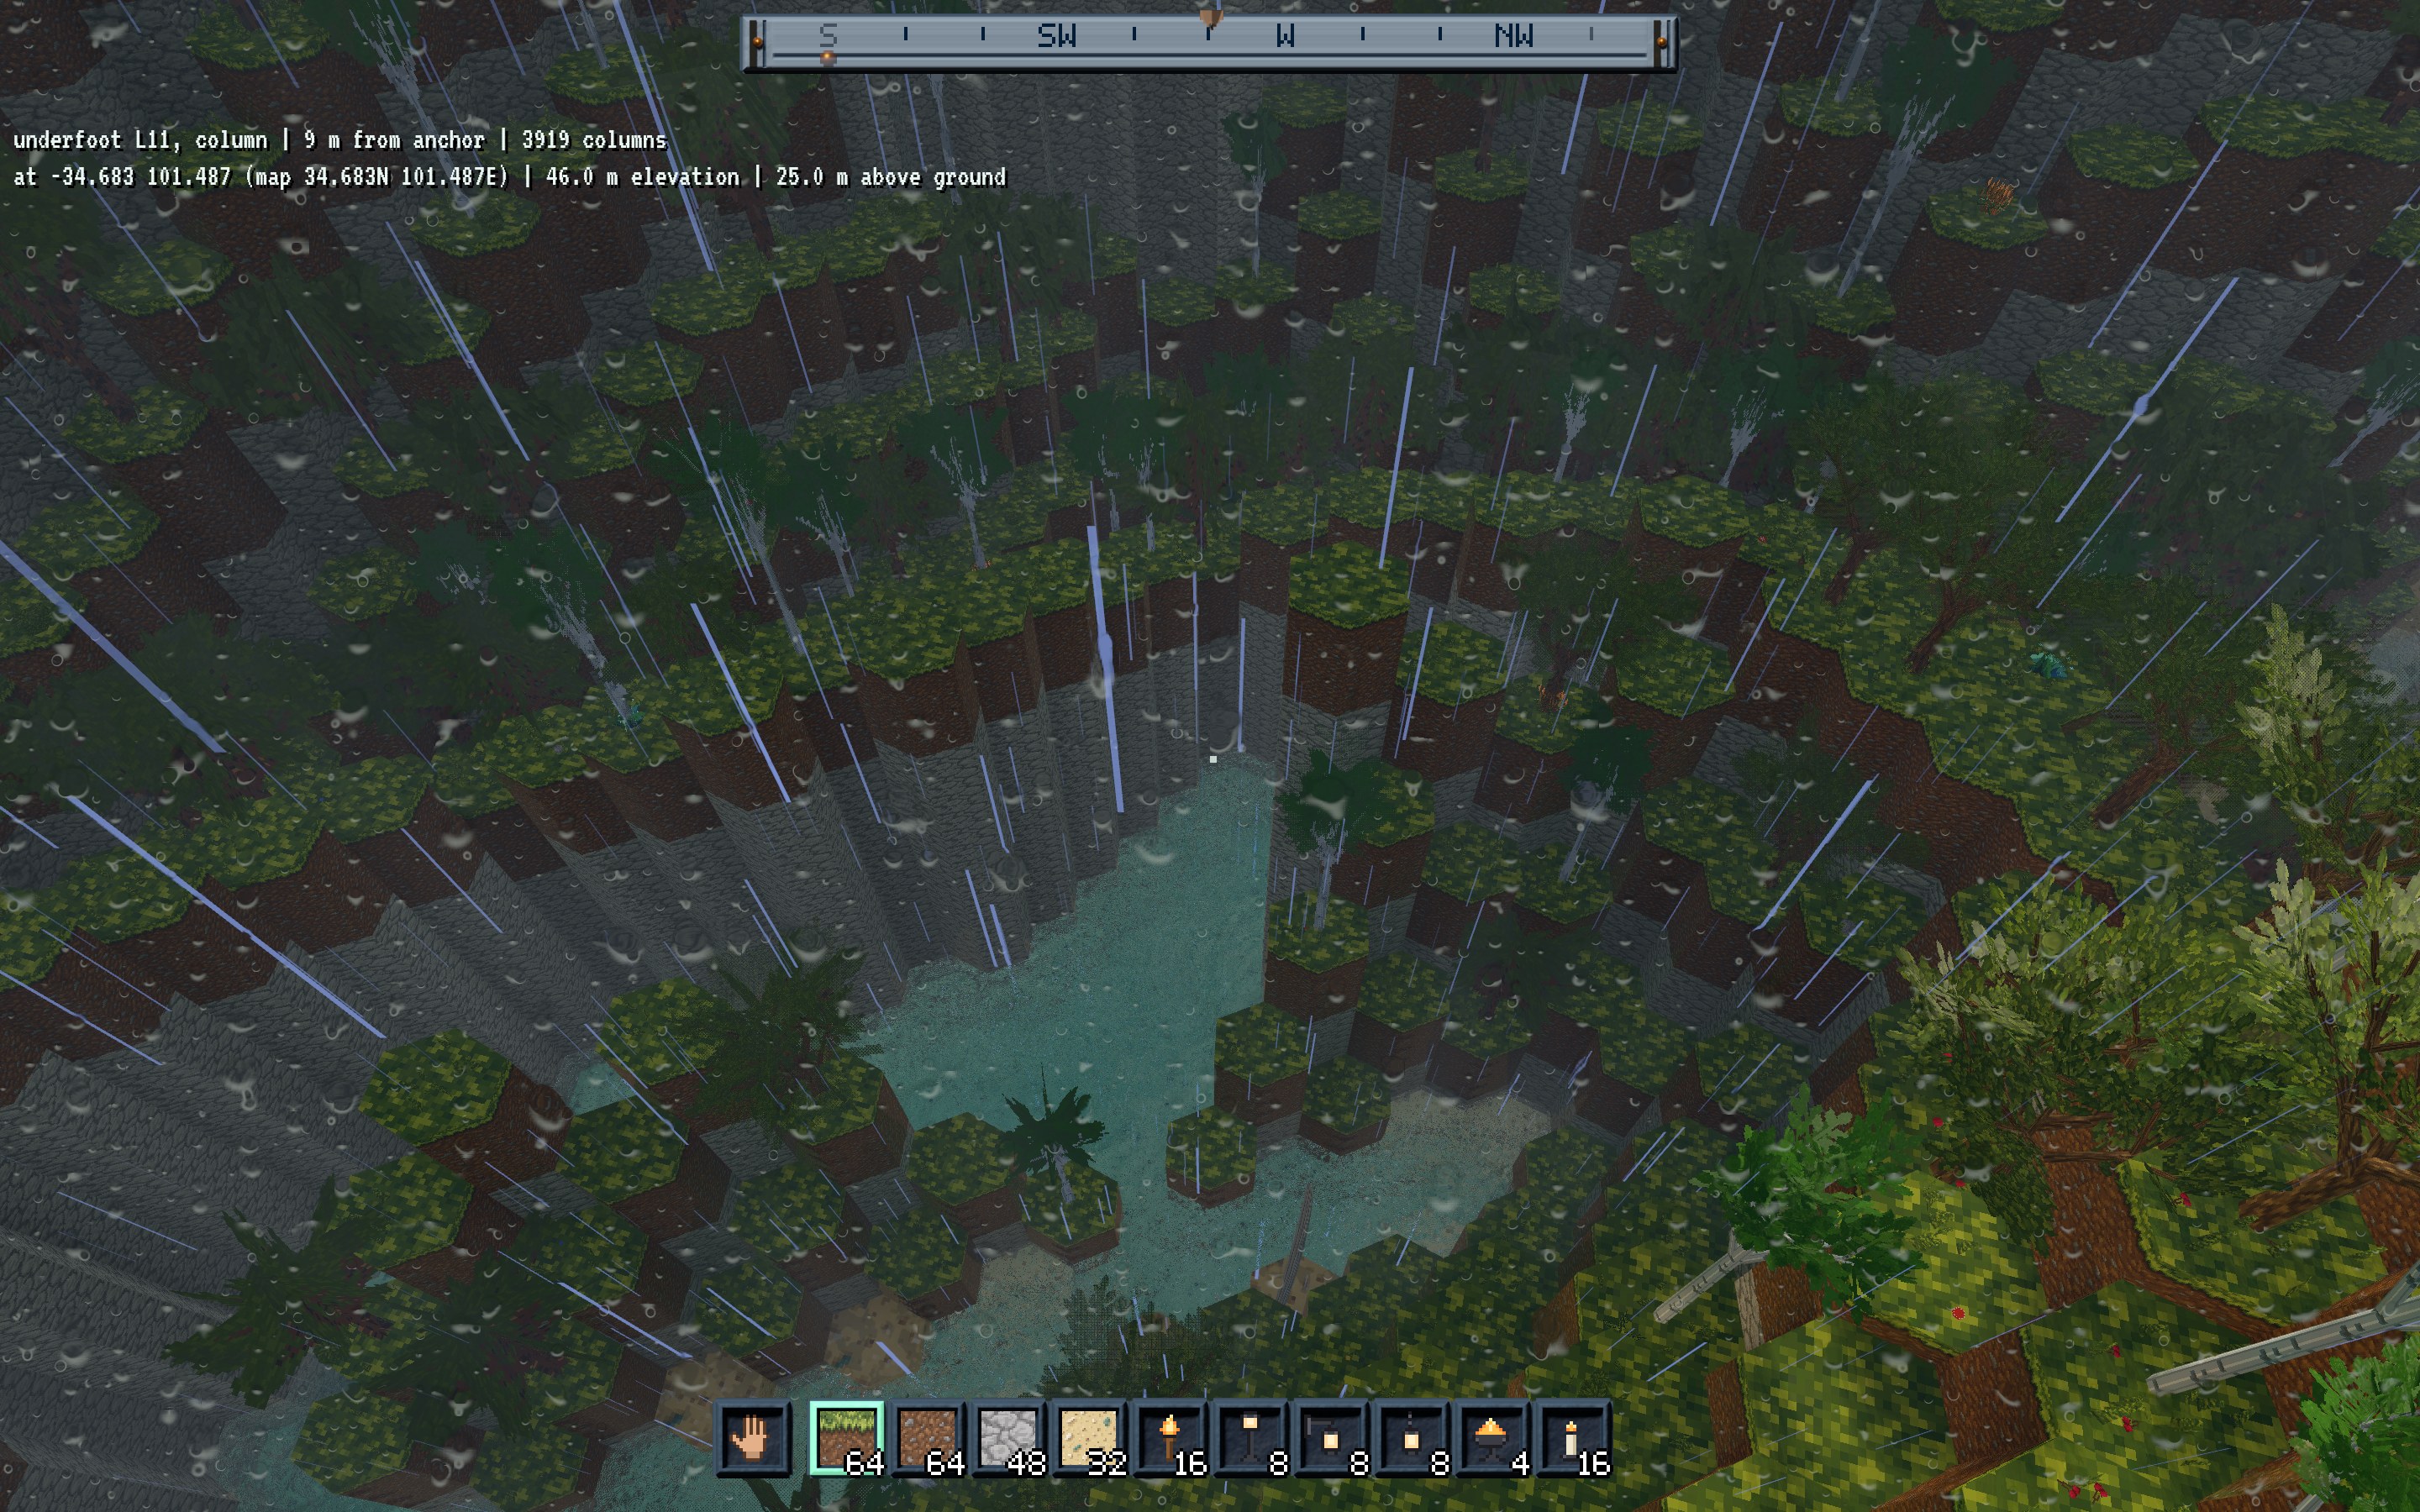 S SW W NW
underfoot L11, column | 9 m from anchor | 3919 columns
at -34.683 101.487 (map 34.683N 101.487E) | 46.0 m elevation | 25.0 m above ground
64 64 48 32 16 8 8 8 4 16